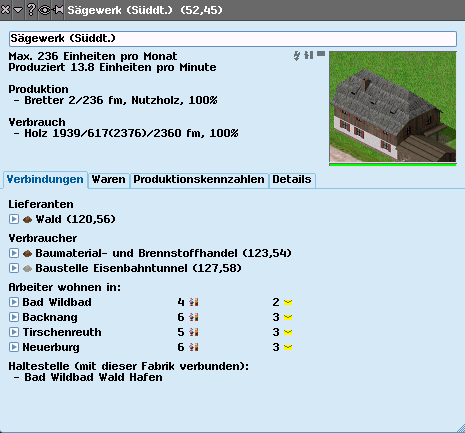 Sägewerk (Süddt.) (52,45)
Sägewerk (Süddt.)
Max. 236 Einheiten pro Monat
Produziert 13.8 Einheiten pro Minute
Produktion
- Bretter 2/236 fm, Nutzholz, 100%
Verbrauch
- Holz 1939/617(2376)/2360 fm, 100%
Verbindungen Waren Produktionskennzahlen Details
Lieferanten
Wald (120,56)
Verbraucher
Baumaterial- und Brennstoffhandel (123,54)
Baustelle Eisenbahntunnel (127,58)
Arbeiter wohnen in:
Bad Wildbad 4 2
Backnang 6 3
Tirschenreuth 5 3
Neuerburg 6 3
Haltestelle (mit dieser Fabrik verbunden):
- Bad Wildbad Wald Hafen